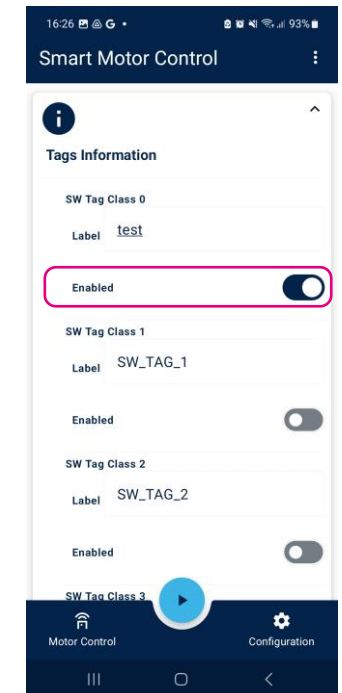 16:26 G • 93%
Smart Motor Control
Tags Information
SW Tag Class 0
Label test
Enabled
SW Tag Class 1
Label SW_TAG_1
Enabled
SW Tag Class 2
Label SW_TAG_2
Enabled
SW Tag Class 3
Motor Control Configuration